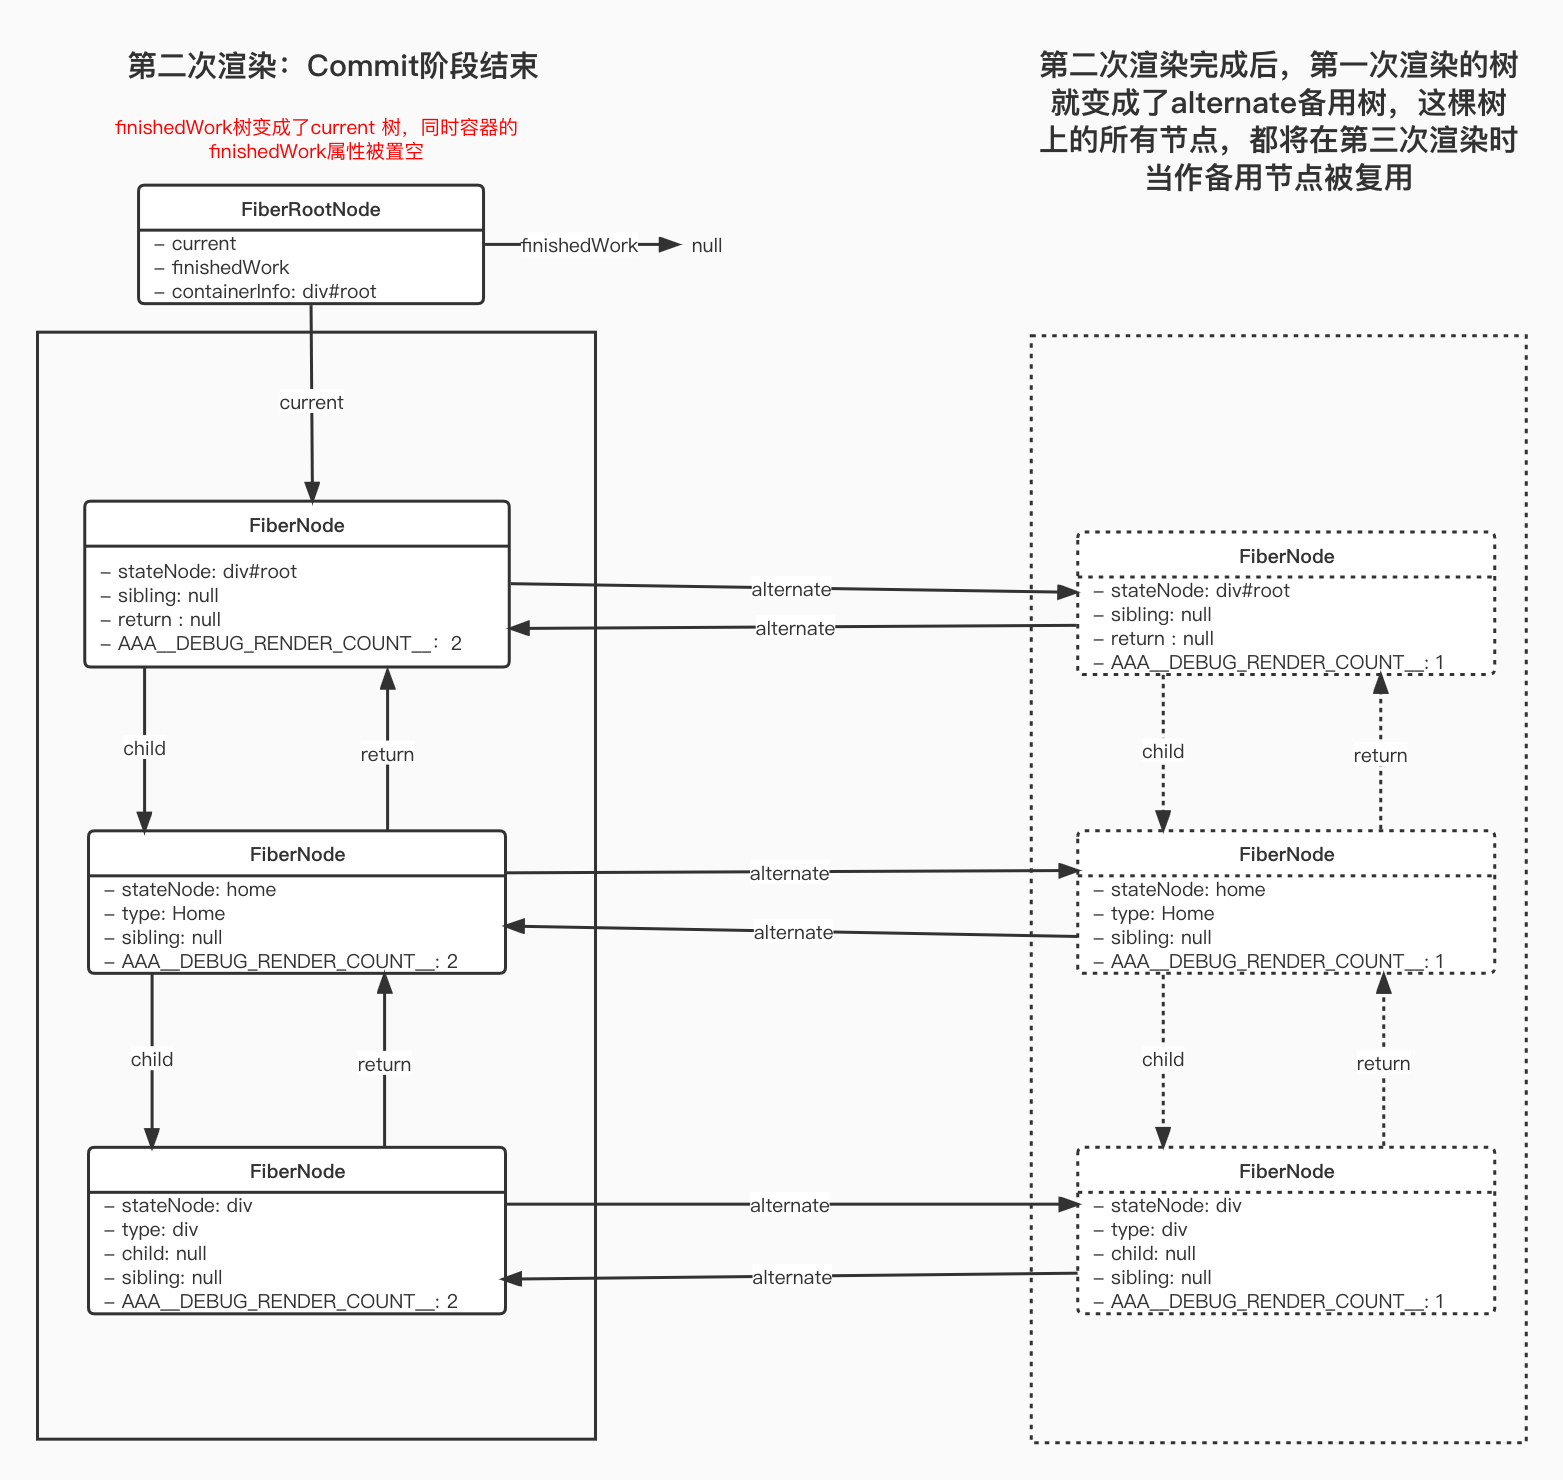 第二次渲染：Commit阶段结束
finishedWork树变成了current 树，同时容器的
finishedWork属性被置空
FiberRootNode
– current
– finishedWork
– containerInfo: div#root
finishedWork
null
current
FiberNode
– stateNode: div#root
– sibling: null
– return : null
– AAA__DEBUG_RENDER_COUNT__：2
child
return
FiberNode
– stateNode: home
– type: Home
– sibling: null
– AAA__DEBUG_RENDER_COUNT__: 2
child
return
FiberNode
– stateNode: div
– type: div
– child: null
– sibling: null
– AAA__DEBUG_RENDER_COUNT__: 2
alternate
alternate
alternate
alternate
alternate
alternate
第二次渲染完成后，第一次渲染的树
就变成了alternate备用树，这棵树
上的所有节点，都将在第三次渲染时
当作备用节点被复用
FiberNode
– stateNode: div#root
– sibling: null
– return : null
– AAA__DEBUG_RENDER_COUNT__: 1
child
return
FiberNode
– stateNode: home
– type: Home
– sibling: null
– AAA__DEBUG_RENDER_COUNT__: 1
child
return
FiberNode
– stateNode: div
– type: div
– child: null
– sibling: null
– AAA__DEBUG_RENDER_COUNT__: 1